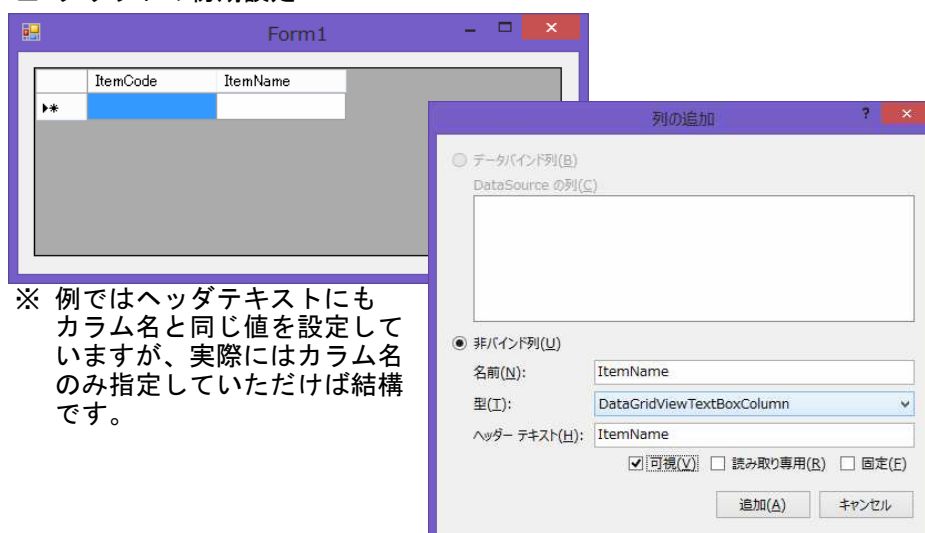 Form1
ItemCode ItemName
列の追加
データバインド列(B)
DataSource の列(C)
非バインド列(U)
名前(N): ItemName
型(T): DataGridViewTextBoxColumn
ヘッダー テキスト(H): ItemName
可視(V) 読み取り専用(R) 固定(F)
追加(A) キャンセル
※ 例ではヘッダテキストにも
カラム名と同じ値を設定して
いますが、実際にはカラム名
のみ指定していただけば結構
です。